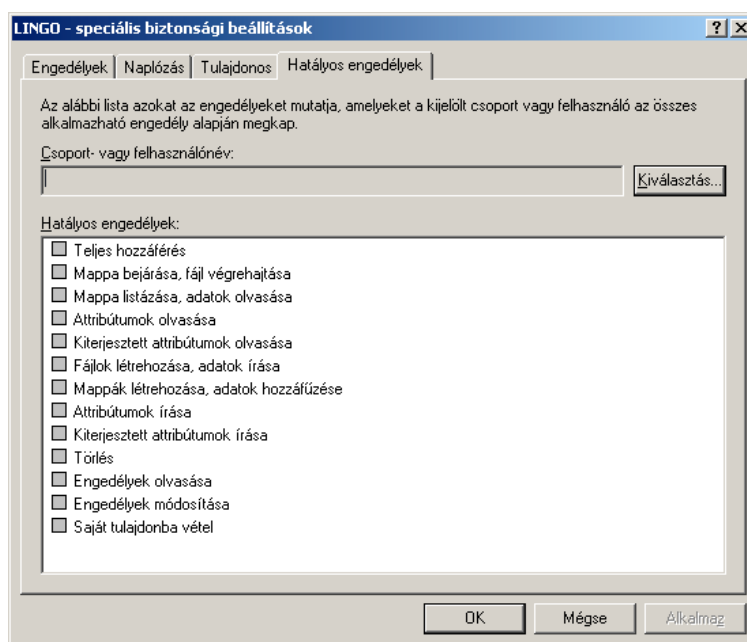 LINGO - speciális biztonsági beállítások
Engedélyek Naplózás Tulajdonos Hatályos engedélyek
Az alábbi lista azokat az engedélyeket mutatja, amelyeket a kijelölt csoport vagy felhasználó az összes
alkalmazható engedély alapján megkap.
Csoport- vagy felhasználónév:
Kiválasztás...
Hatályos engedélyek:
Teljes hozzáférés
Mappa bejárása, fájl végrehajtása
Mappa listázása, adatok olvasása
Attribútumok olvasása
Kiterjesztett attribútumok olvasása
Fájlok létrehozása, adatok írása
Mappák létrehozása, adatok hozzáfűzése
Attribútumok írása
Kiterjesztett attribútumok írása
Törlés
Engedélyek olvasása
Engedélyek módosítása
Saját tulajdonba vétel
OK Mégse Alkalmaz